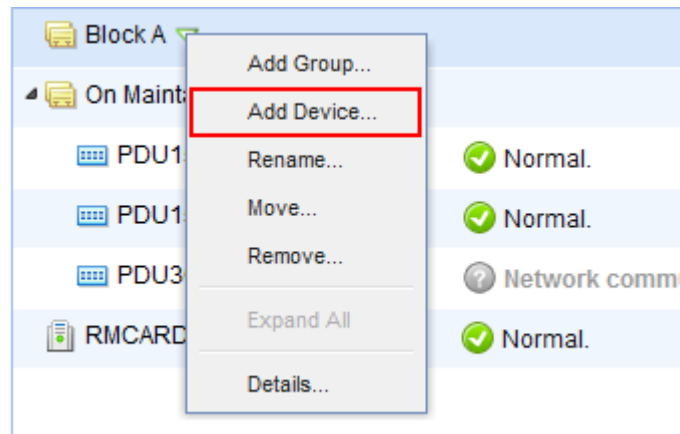 Block A
Add Group...
On Mainta
Add Device...
PDU1
Rename...
Normal.
PDU1
Move...
Normal.
Remove...
PDU3
Network commu
Expand All
RMCARD
Normal.
Details...